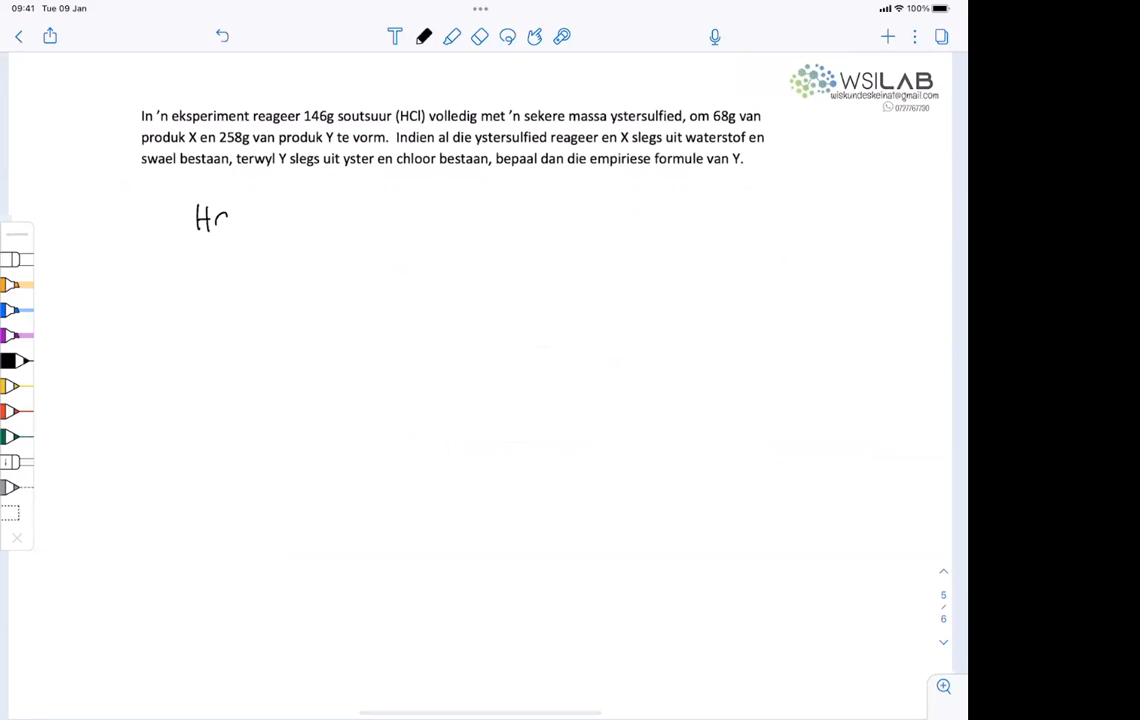 09:41 Tue 09 Jan
100%
T
WSILAB
wiskundeskeinat@gmail.com
0727767730
In 'n eksperiment reageer 146g soutsuur (HCl) volledig met 'n sekere massa ystersulfied, om 68g van
produk X en 258g van produk Y te vorm. Indien al die ystersulfied reageer en X slegs uit waterstof en
swael bestaan, terwyl Y slegs uit yster en chloor bestaan, bepaal dan die empiriese formule van Y.
H
5
/
6